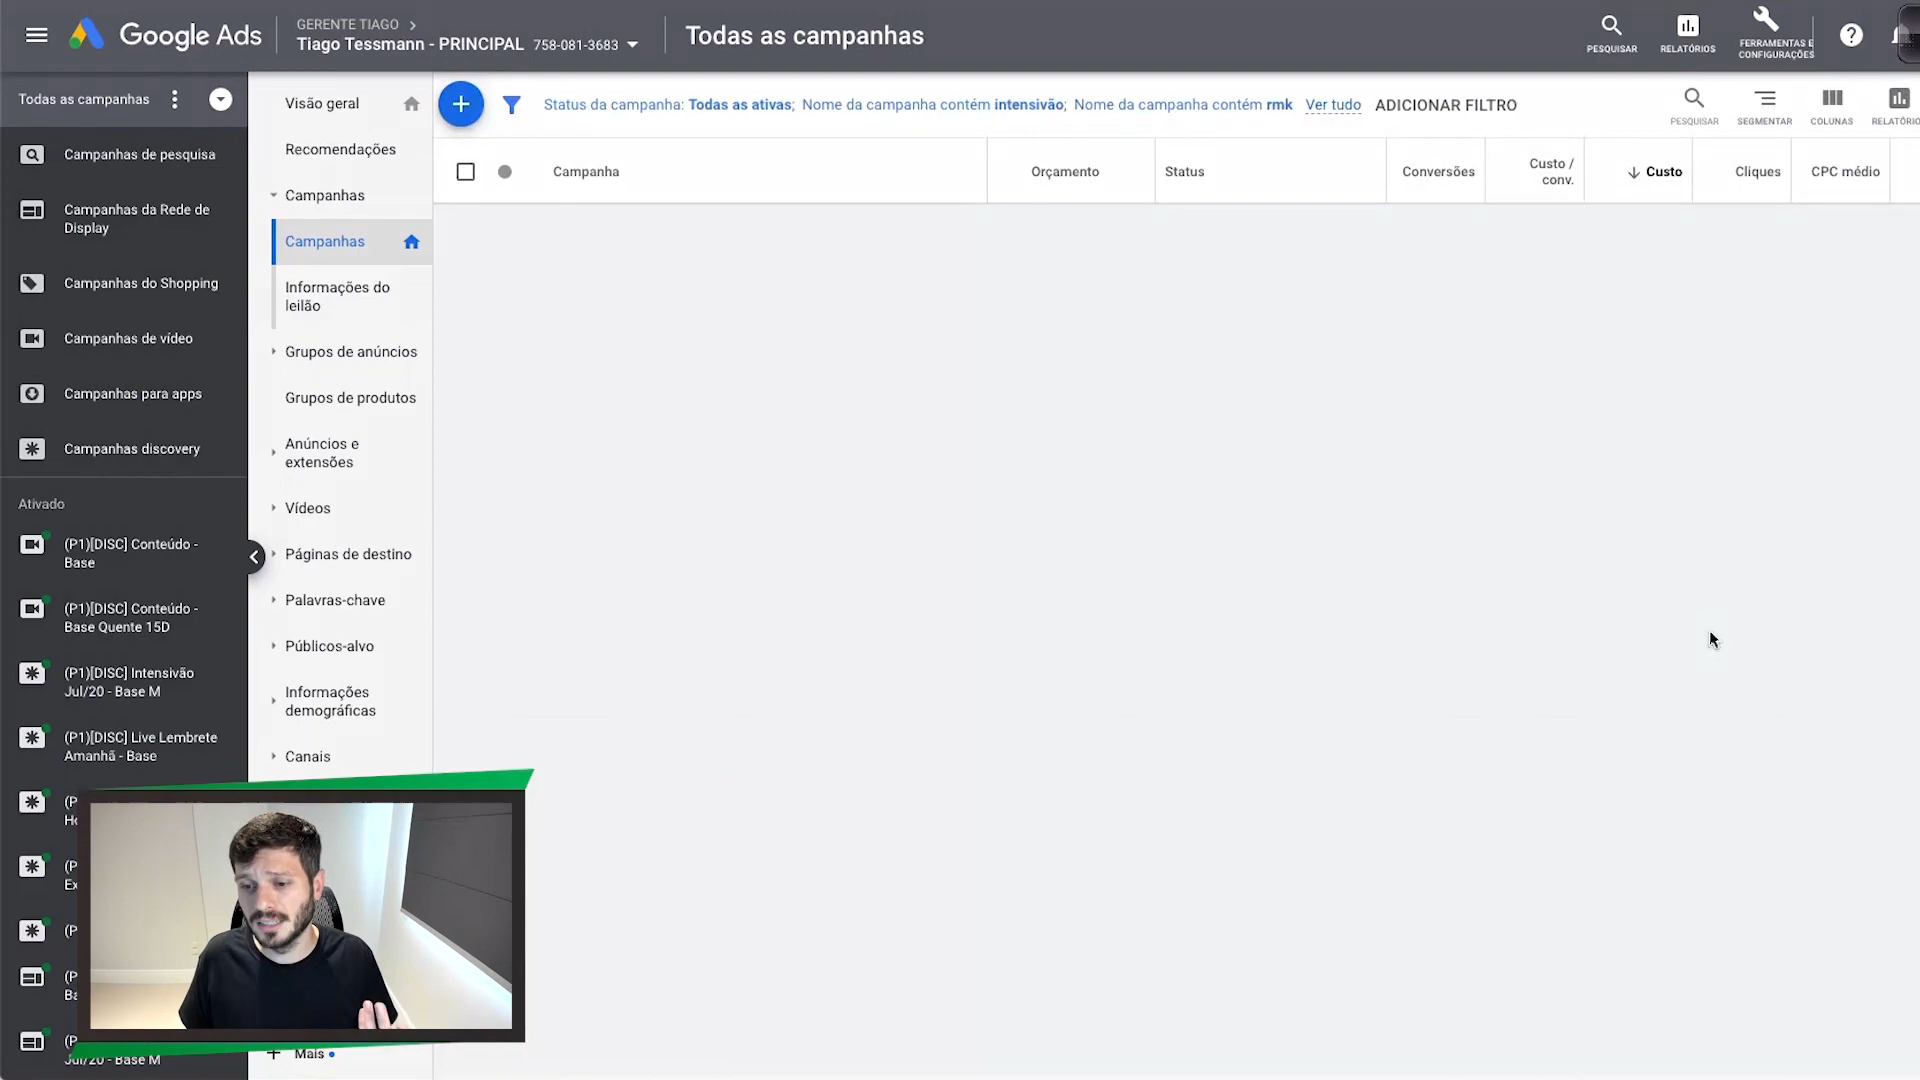 Google Ads
GERENTE TIAGO
Tiago Tessmann - PRINCIPAL 758-081-3683
Todas as campanhas
PESQUISAR
RELATÓRIOS
FERRAMENTAS E
CONFIGURAÇÕES
Todas as campanhas
Campanhas de pesquisa
Campanhas da Rede de
Display
Campanhas do Shopping
Campanhas de vídeo
Campanhas para apps
Campanhas discovery
Ativado
(P1)[DISC] Conteúdo -
Base
(P1)[DISC] Conteúdo -
Base Quente 15D
(P1)[DISC] Intensivão
Jul/20 - Base M
(P1)[DISC] Live Lembrete
Amanhã - Base
(P
Ho
(P
Ex
(P
(P
Ba
(P
Jul/20 - Base M
Visão geral
Recomendações
Campanhas
Campanhas
Informações do
leilão
Grupos de anúncios
Grupos de produtos
Anúncios e
extensões
Vídeos
Páginas de destino
Palavras-chave
Públicos-alvo
Informações
demográficas
Canais
Mais
Status da campanha: Todas as ativas; Nome da campanha contém intensivão; Nome da campanha contém rmk Ver tudo ADICIONAR FILTRO
PESQUISAR
SEGMENTAR
COLUNAS
RELATÓRIO
Campanha
Orçamento
Status
Conversões
Custo /
conv.
Custo
Cliques
CPC médio